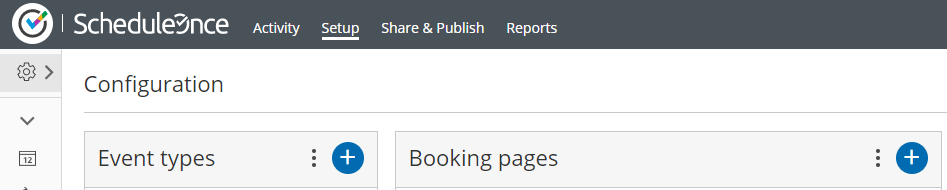 ScheduleOnce Activity Setup Share & Publish Reports
Configuration
Event types Booking pages
12